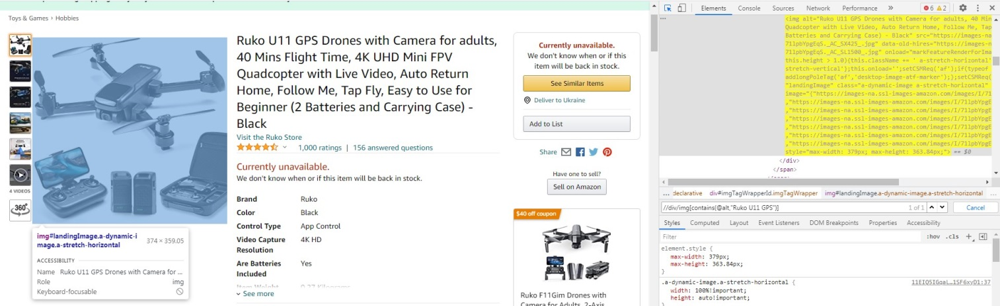 Toys & Games › Hobbies
4 VIDEOS
360°
Ruko U11 GPS Drones with Camera for adults,
40 Mins Flight Time, 4K UHD Mini FPV
Quadcopter with Live Video, Auto Return
Home, Follow Me, Tap Fly, Easy to Use for
Beginner (2 Batteries and Carrying Case) -
Black
Visit the Ruko Store
1,000 ratings | 156 answered questions
Currently unavailable.
We don't know when or if this item will be back in stock.
Brand Ruko
Color Black
Control Type App Control
Video Capture 4K HD
Resolution
Are Batteries Yes
Included
Item Weight 0.27 Kilograms
See more
img#landingImage.a-dynamic-i
mage.a-stretch-horizontal 374 × 359.05
ACCESSIBILITY
Name Ruko U11 GPS Drones with Camera for ...
Role img
Keyboard-focusable
Currently unavailable.
We don't know when or if this
item will be back in stock.
See Similar Items
Deliver to Ukraine
Add to List
Share
Have one to sell?
Sell on Amazon
$40 off coupon
Ruko F11Gim Drones with
Camera for Adults, 2-Axis
Elements Console Sources Network Performance » 6 2
<img alt="Ruko U11 GPS Drones with Camera for adults, 40 Min
Quadcopter with Live Video, Auto Return Home, Follow Me, Tap
Batteries and Carrying Case) - Black" src="https://images-na
711pbYpgEqS._AC_SX425_.jpg" data-old-hires="https://images-n
711pbYpgEqS._AC_SL1500_.jpg" onload="markFeatureRenderForIma
this.height > 1.0){this.className += ' a-stretch-horizontal'
stretch-vertical'};this.onload='';setCSMReq('af');if(typeof
addlongPoleTag('af','desktop-image-atf-marker');};setCSMReq(
"landingImage" class="a-dynamic-image a-stretch-horizontal"
image="{"https://images-na.ssl-images-amazon.com/images/I/711pbYpgE
,"https://images-na.ssl-images-amazon.com/images/I/711pbYpgE
,"https://images-na.ssl-images-amazon.com/images/I/711pbYpgE
,"https://images-na.ssl-images-amazon.com/images/I/711pbYpgE
,"https://images-na.ssl-images-amazon.com/images/I/711pbYpgE
,"https://images-na.ssl-images-amazon.com/images/I/711pbYpgE
style="max-width: 379px; max-height: 363.84px;"> == $0
</div>
</span>
... declarative div#imgTagWrapperId.imgTagWrapper img#landingImage.a-dynamic-image.a-stretch-horizontal ...
//div/img[contains(@alt,"Ruko U11 GPS")] 1 of 1 Cancel
Styles Computed Layout Event Listeners DOM Breakpoints Properties Accessibility
Filter :hov .cls +
element.style {
max-width: 379px;
max-height: 363.84px;
}
.a-dynamic-image.a-stretch-horizontal { 11EIQ5IGqaL…1SF6xyD1:37
width: 100%!important;
height: auto!important;